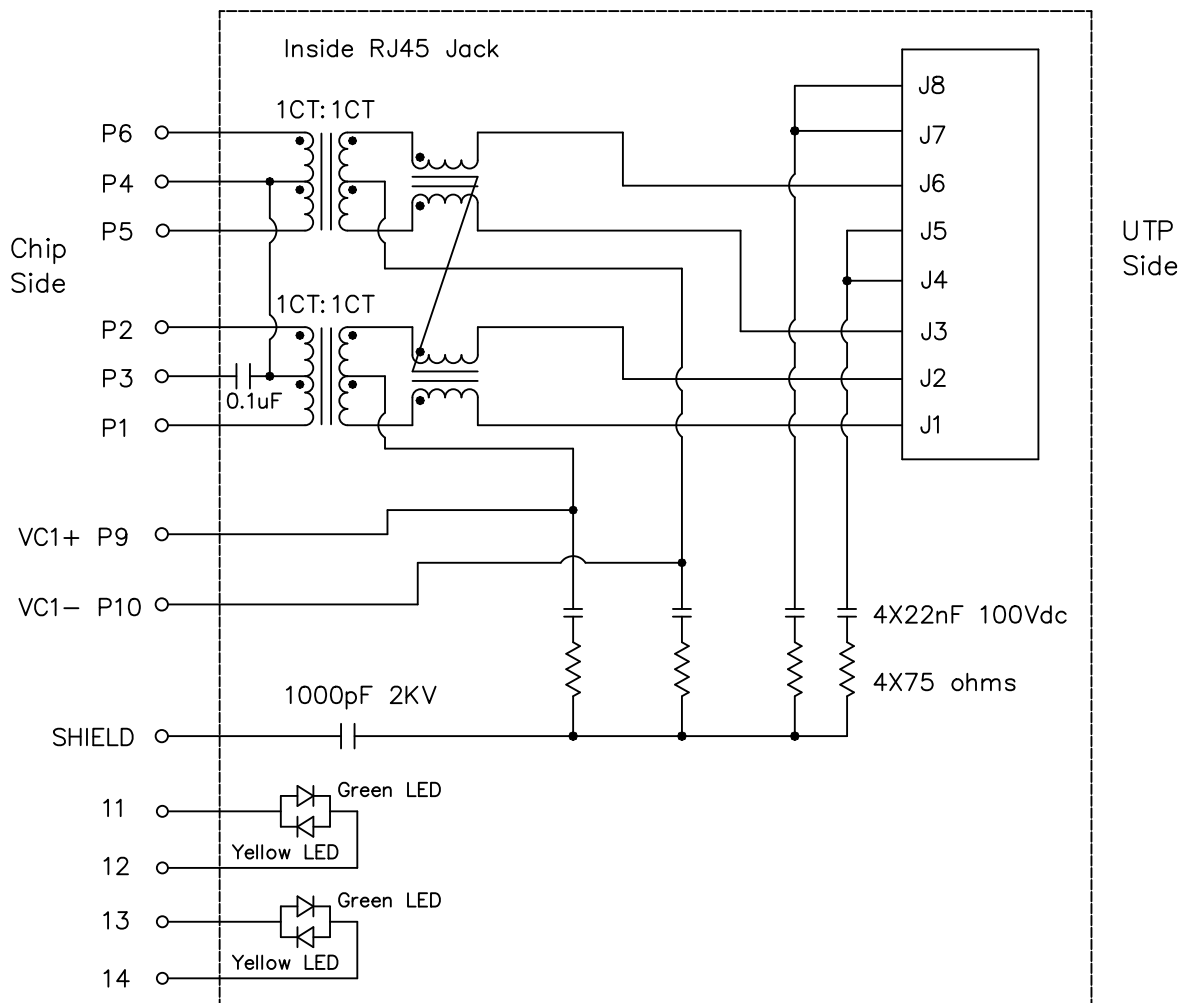 Inside RJ45 Jack
1CT:1CT
P6
P4
P5
Chip
Side
1CT:1CT
P2
P3
0.1uF
P1
VC1+ P9
VC1- P10
1000pF 2KV
SHIELD
J8
J7
J6
J5
J4
J3
J2
J1
UTP
Side
4X22nF 100Vdc
4X75 ohms
11
Green LED
Yellow LED
12
13
Green LED
Yellow LED
14